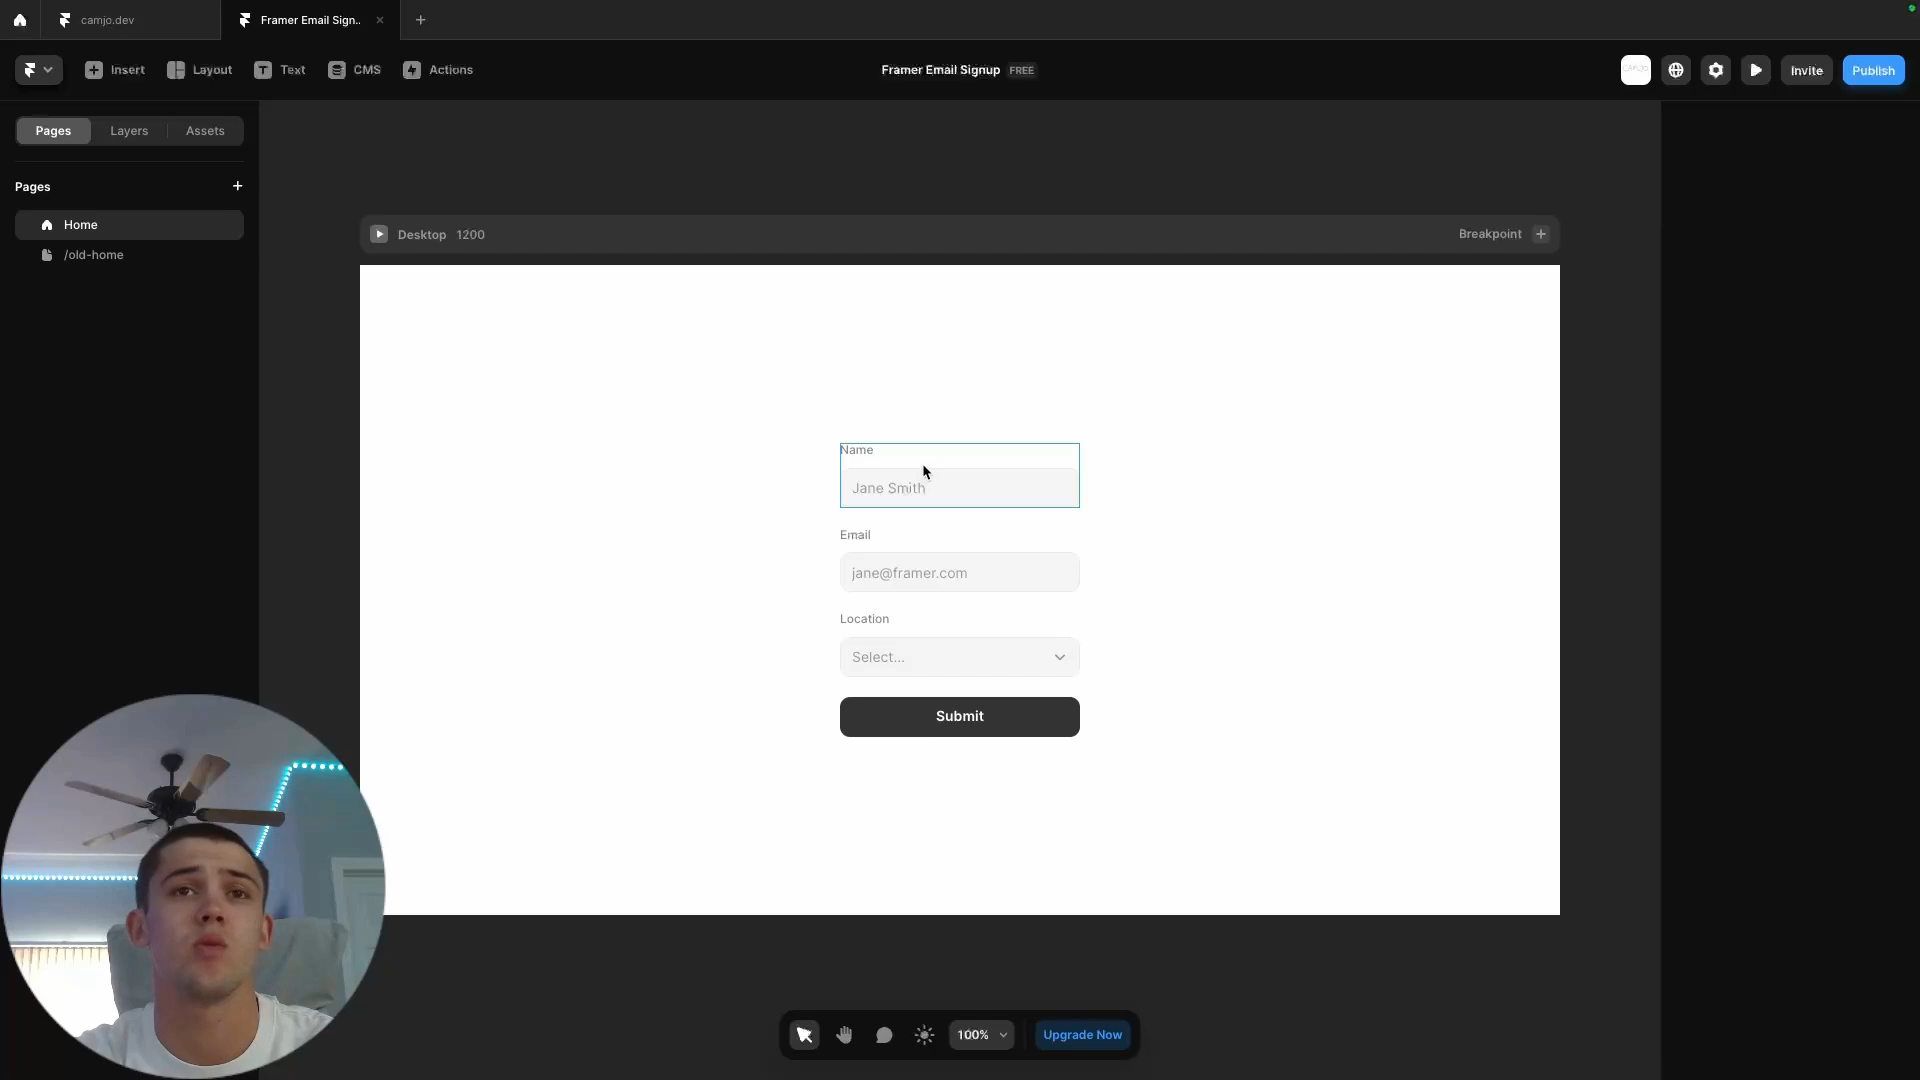 camjo.dev
Framer Email Sign..
Insert
Layout
Text
CMS
Actions
Framer Email Signup
FREE
Invite
Publish
Pages
Layers
Assets
Pages
Home
/old-home
Desktop
1200
Breakpoint
Name
Jane Smith
Email
jane@framer.com
Location
Select...
Submit
100%
Upgrade Now